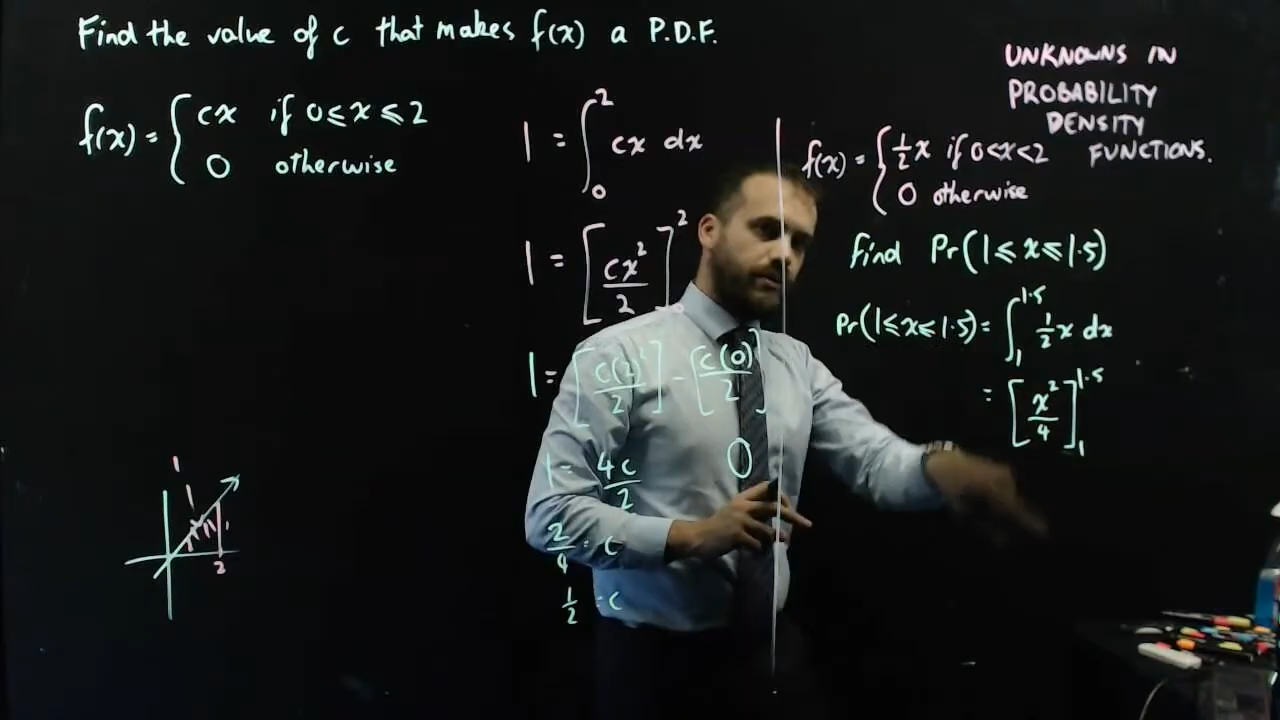 Find the value of c that makes f(x) a P.D.F.
f(x) = { cx if 0 ≤ x ≤ 2
0 otherwise
1 = ∫₀² cx dx
1 = [cx²/2]₀²
1 = [c(2)²/2] - [c(0)²/2]
0
1 = 4c/2
2/4 = c
1/2 = c
1
2
UNKNOWNS IN
PROBABILITY
DENSITY
FUNCTIONS.
f(x) = { 1/2 x if 0<x<2
0 otherwise
Find Pr(1 ≤ x ≤ 1.5)
Pr(1 ≤ x ≤ 1.5) = ∫₁^1.5 1/2 x dx
= [x²/4]₁^1.5